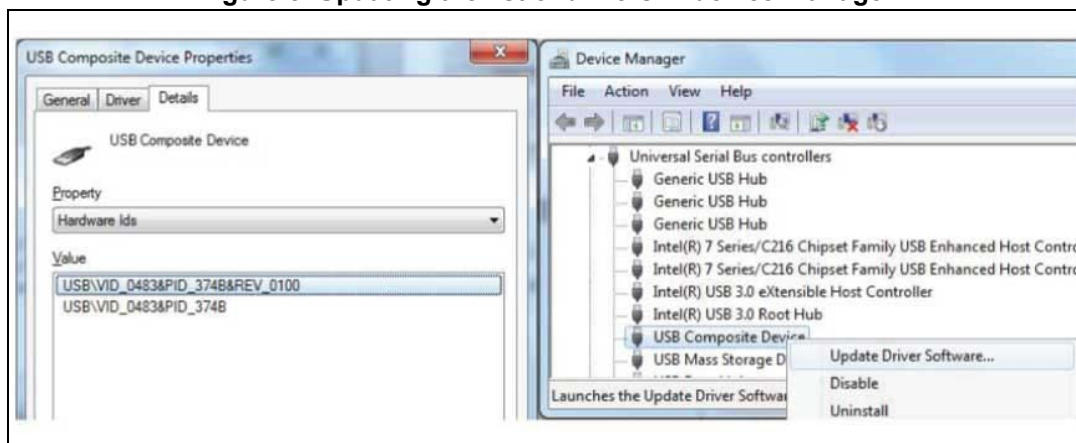 USB Composite Device Properties
General Driver Details
USB Composite Device
Property
Hardware Ids
Value
USB\VID_0483&PID_374B&REV_0100
USB\VID_0483&PID_374B
Device Manager
File Action View Help
Universal Serial Bus controllers
Generic USB Hub
Generic USB Hub
Generic USB Hub
Intel(R) 7 Series/C216 Chipset Family USB Enhanced Host Contro
Intel(R) 7 Series/C216 Chipset Family USB Enhanced Host Contro
Intel(R) USB 3.0 eXtensible Host Controller
Intel(R) USB 3.0 Root Hub
USB Composite Device
USB Mass Storage D
Update Driver Software...
Disable
Uninstall
Launches the Update Driver Softwar